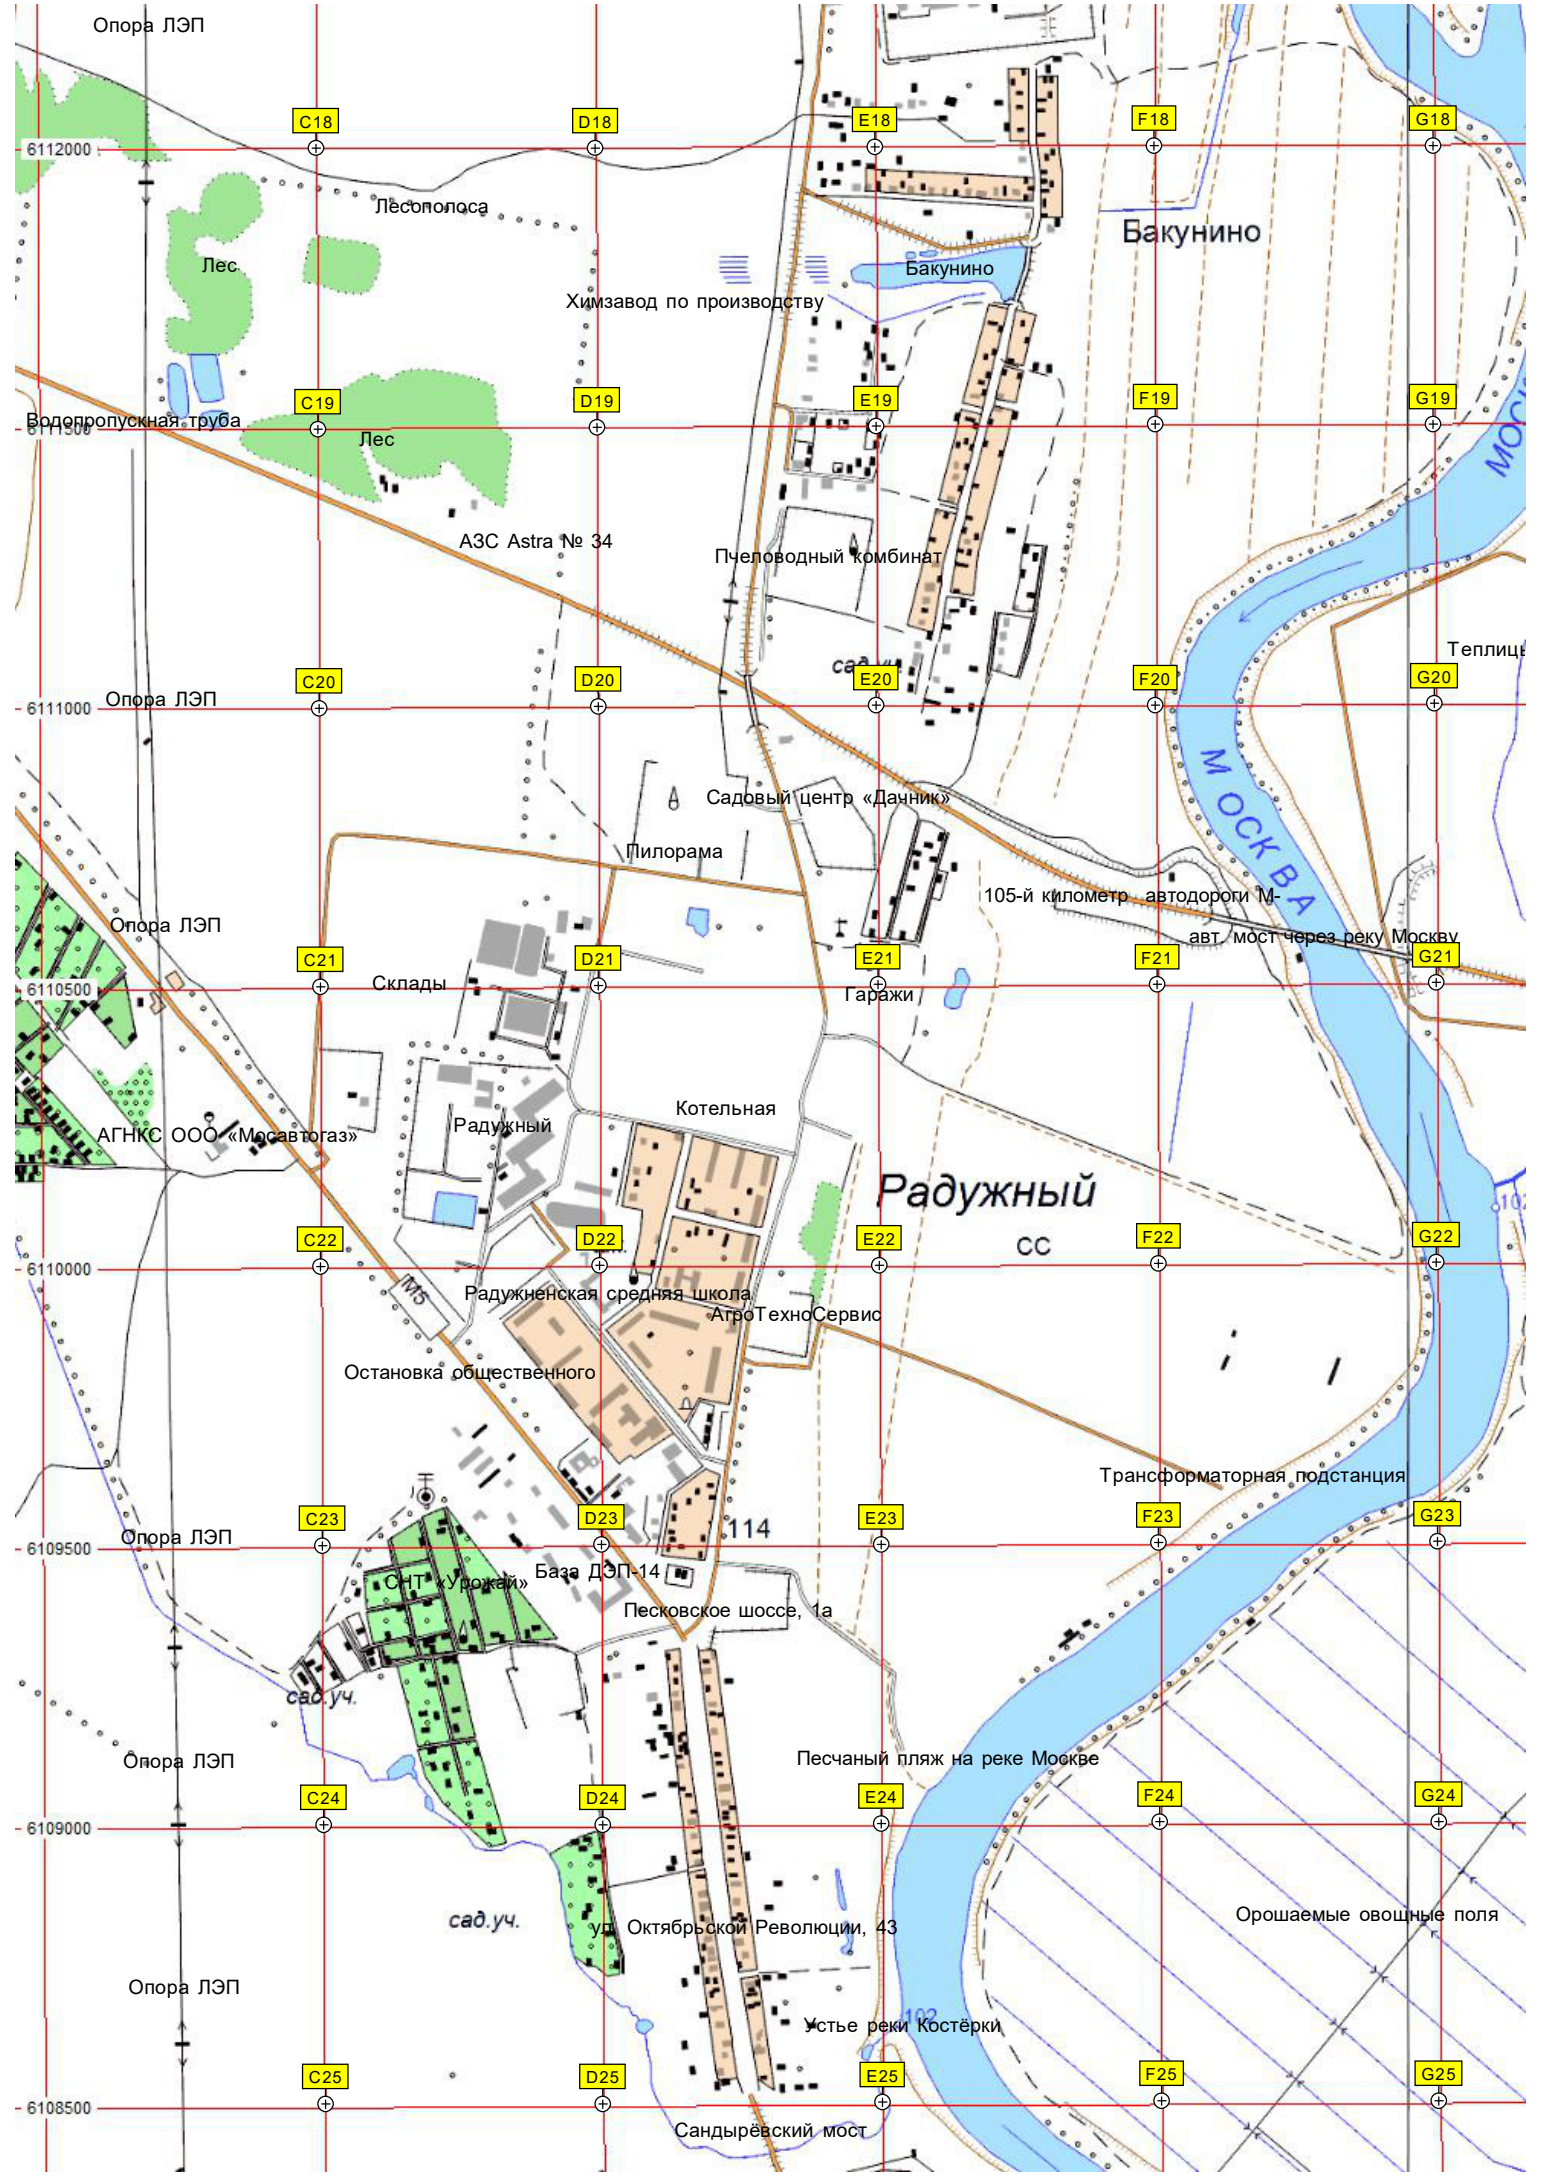 Опора ЛЭП
C18
D18
E18
F18
G18
6112000
Лесополоса
Бакунино
Лес
Бакунино
Химзавод по производству
C19
D19
E19
F19
G19
Водопропускная труба
6111500
Лес
АЗС Astra № 34
Пчеловодный комбинат
сад.уч.
C20
D20
E20
F20
G20
Опора ЛЭП
6111000
МОСКВА
Садовый центр «Дачник»
Пилорама
105-й километр автодороги М-
Опора ЛЭП
авт. мост через реку Москву
C21
D21
E21
F21
G21
Склады
6110500
Гаражи
Котельная
Радужный
АГНКС ООО «Мосавтогаз»
Радужный
СС
C22
D22
E22
F22
G22
6110000
М5
Радужненская средняя школа
АгроТехноСервис
Остановка общественного
Трансформаторная подстанция
C23
D23
E23
F23
G23
Опора ЛЭП
114
6109500
База ДЭП-14
СНТ «Урожай»
Песковское шоссе, 1а
сад.уч.
Опора ЛЭП
Песчаный пляж на реке Москве
C24
D24
E24
F24
G24
6109000
сад.уч.
ул. Октябрьской Революции, 43
Орошаемые овощные поля
Опора ЛЭП
102
Устье реки Костёрки
C25
D25
E25
F25
G25
6108500
Сандырёвский мост